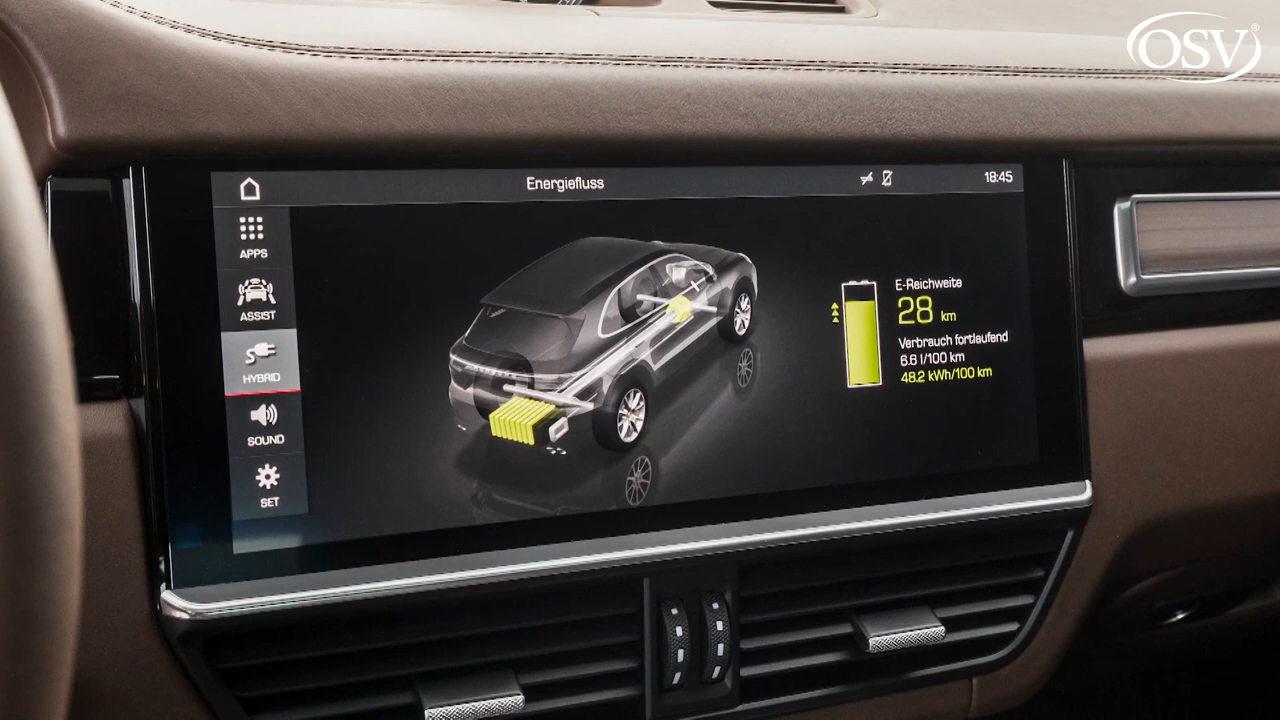 OSV®
Energiefluss
18:45
APPS
ASSIST
HYBRID
SOUND
SET
E-Reichweite
28 km
Verbrauch fortlaufend
6.6 l/100 km
48.2 kWh/100 km